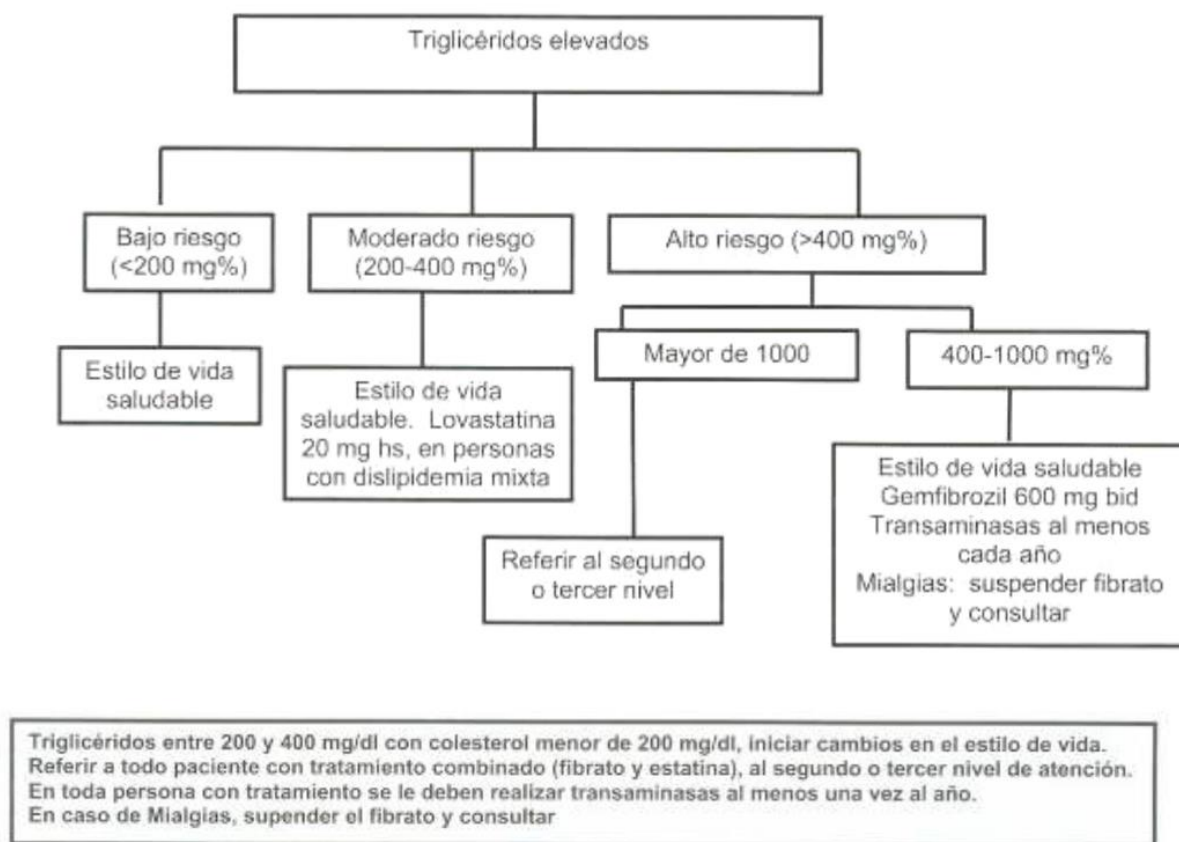 Triglicéridos elevados
Bajo riesgo
(<200 mg%)
Moderado riesgo
(200-400 mg%)
Alto riesgo (>400 mg%)
Mayor de 1000
400-1000 mg%
Estilo de vida
saludable
Estilo de vida
saludable. Lovastatina
20 mg hs, en personas
con dislipidemia mixta
Referir al segundo
o tercer nivel
Estilo de vida saludable
Gemfibrozil 600 mg bid
Transaminasas al menos
cada año
Mialgias: suspender fibrato
y consultar
Triglicéridos entre 200 y 400 mg/dl con colesterol menor de 200 mg/dl, iniciar cambios en el estilo de vida.
Referir a todo paciente con tratamiento combinado (fibrato y estatina), al segundo o tercer nivel de atención.
En toda persona con tratamiento se le deben realizar transaminasas al menos una vez al año.
En caso de Mialgias, supender el fibrato y consultar